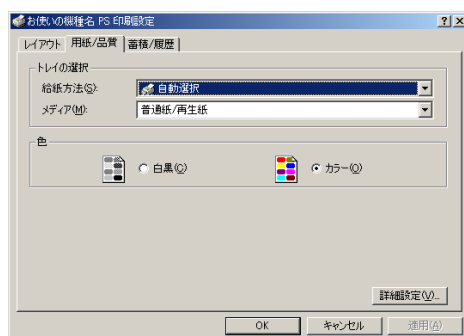 お使いの機種名 PS 印刷設定
レイアウト 用紙/品質 蓄積/履歴
トレイの選択
給紙方法(S): 自動選択
メディア(M): 普通紙/再生紙
色
白黒(C) カラー(O)
詳細設定(V)...
OK キャンセル 適用(A)